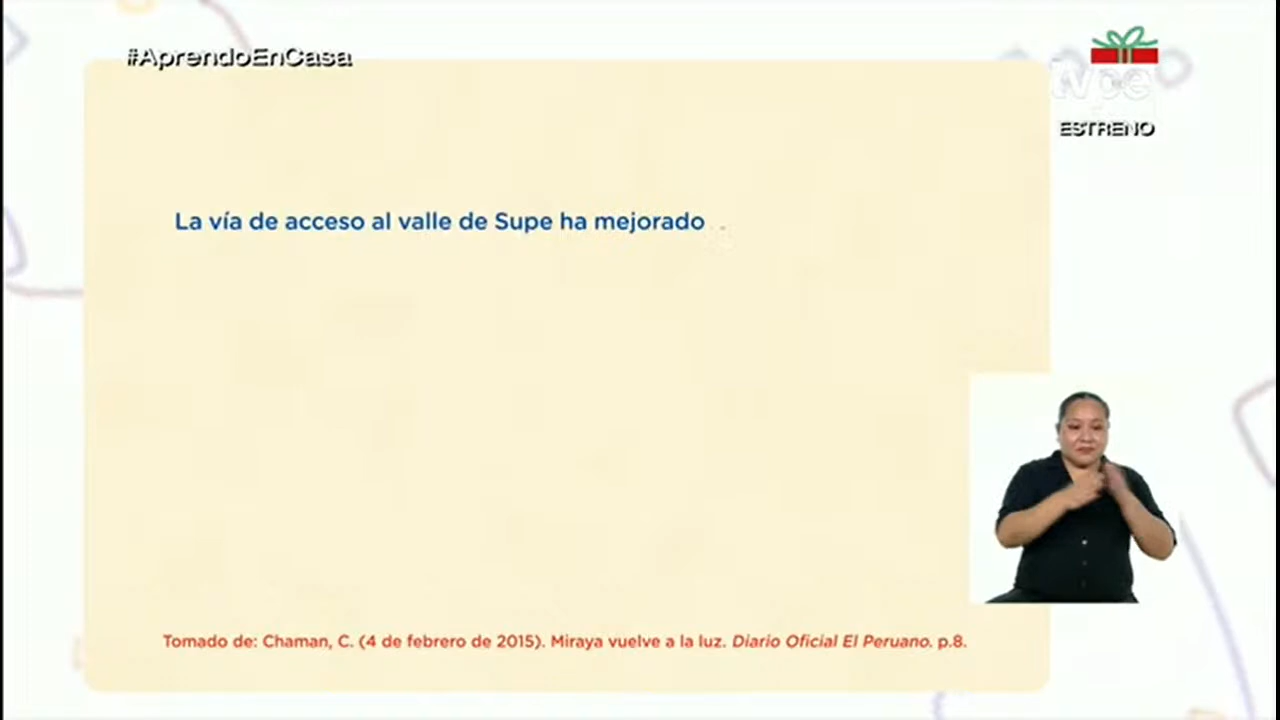 #AprendoEnCasa
ESTRENO
La vía de acceso al valle de Supe ha mejorado
Tomado de: Chaman, C. (4 de febrero de 2015). Miraya vuelve a la luz. Diario Oficial El Peruano. p.8.